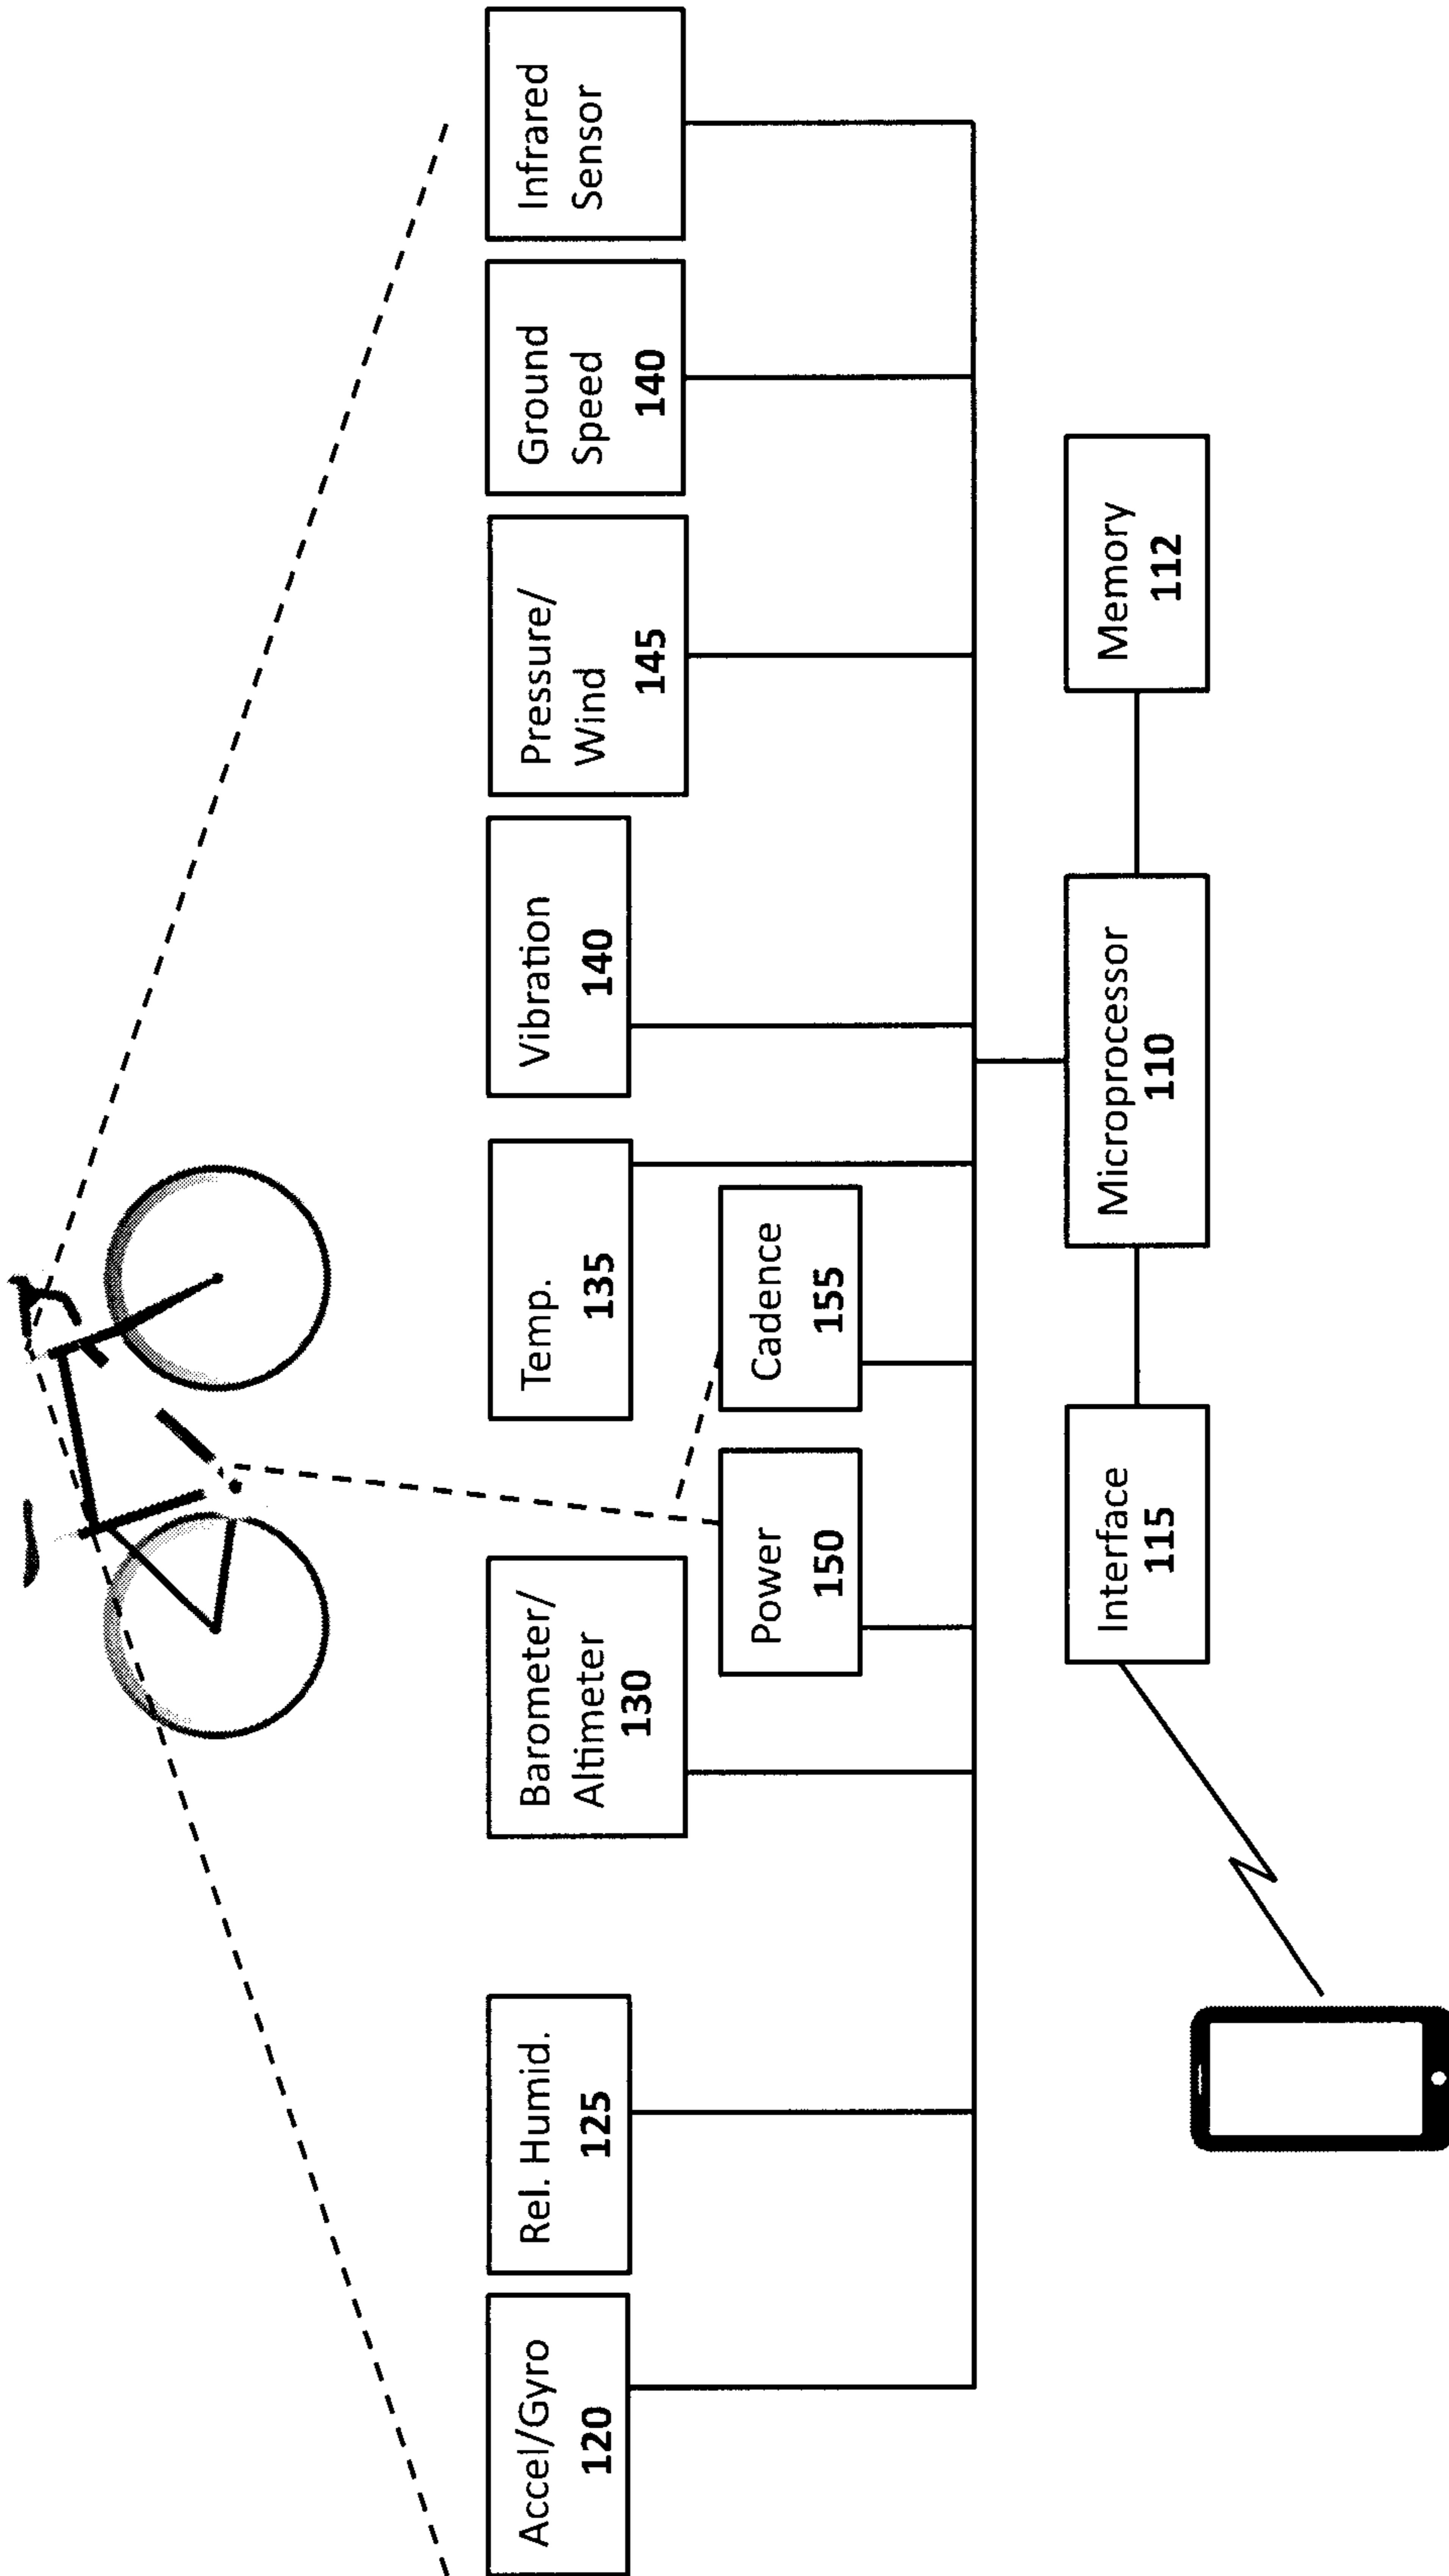 Accel/Gyro
120
Rel. Humid.
125
Barometer/
Altimeter
130
Temp.
135
Vibration
140
Pressure/
Wind
145
Ground
Speed
140
Infrared
Sensor
Power
150
Cadence
155
Interface
115
Microprocessor
110
Memory
112